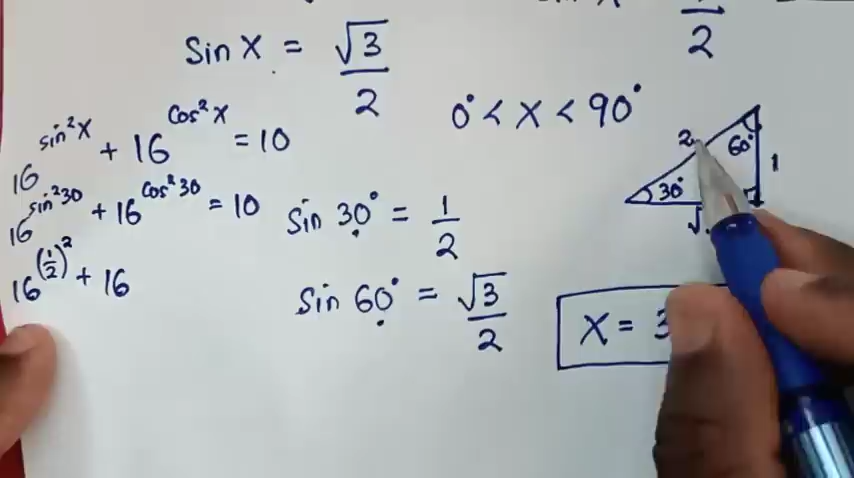 Sin X = √3/2
2
0° < X < 90°
16^sin²X + 16^cos²X = 10
16^sin²30 + 16^cos²30 = 10
16^(1/2)² + 16
Sin 30° = 1/2
Sin 60° = √3/2
2
60°
1
30°
X = 3